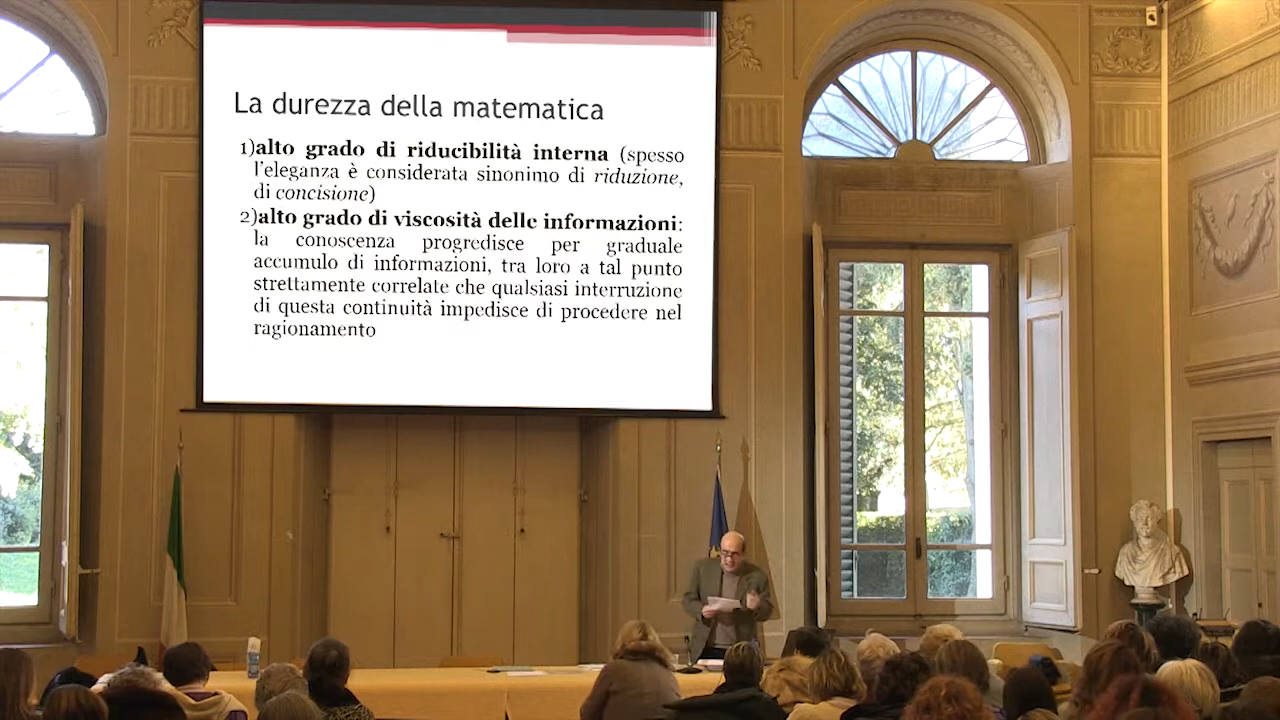 La durezza della matematica
1)alto grado di riducibilità interna (spesso
l'eleganza è considerata sinonimo di riduzione,
di concisione)
2)alto grado di viscosità delle informazioni:
la conoscenza progredisce per graduale
accumulo di informazioni, tra loro a tal punto
strettamente correlate che qualsiasi interruzione
di questa continuità impedisce di procedere nel
ragionamento